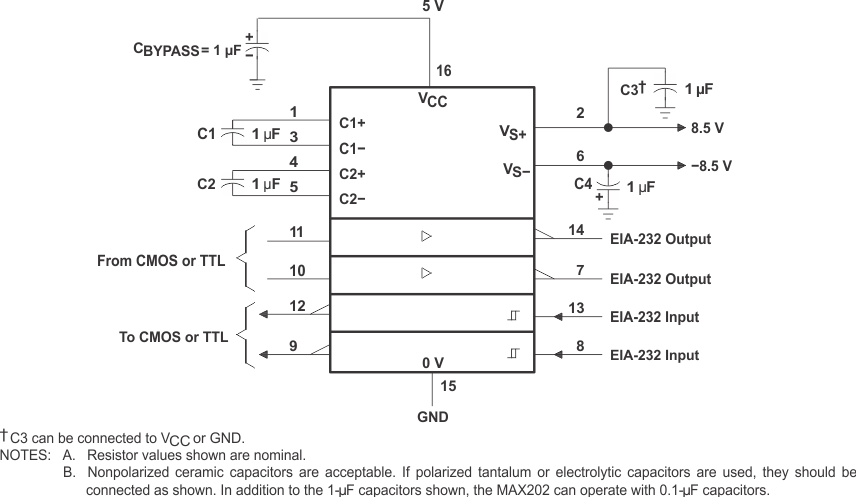 5 V
CBYPASS = 1 µF
+
−
16
VCC
C3† 1 µF
1
C1+
C1 1 µF
3
C1−
VS+
2
8.5 V
4
C2+
C2 1 µF
5
C2−
VS−
6
−8.5 V
C4 1 µF
+
11
14
EIA-232 Output
From CMOS or TTL
10
7
EIA-232 Output
12
13
EIA-232 Input
To CMOS or TTL
9
8
EIA-232 Input
0 V
15
GND
† C3 can be connected to VCC or GND.
NOTES: A. Resistor values shown are nominal.
B. Nonpolarized ceramic capacitors are acceptable. If polarized tantalum or electrolytic capacitors are used, they should be
connected as shown. In addition to the 1-µF capacitors shown, the MAX202 can operate with 0.1-µF capacitors.